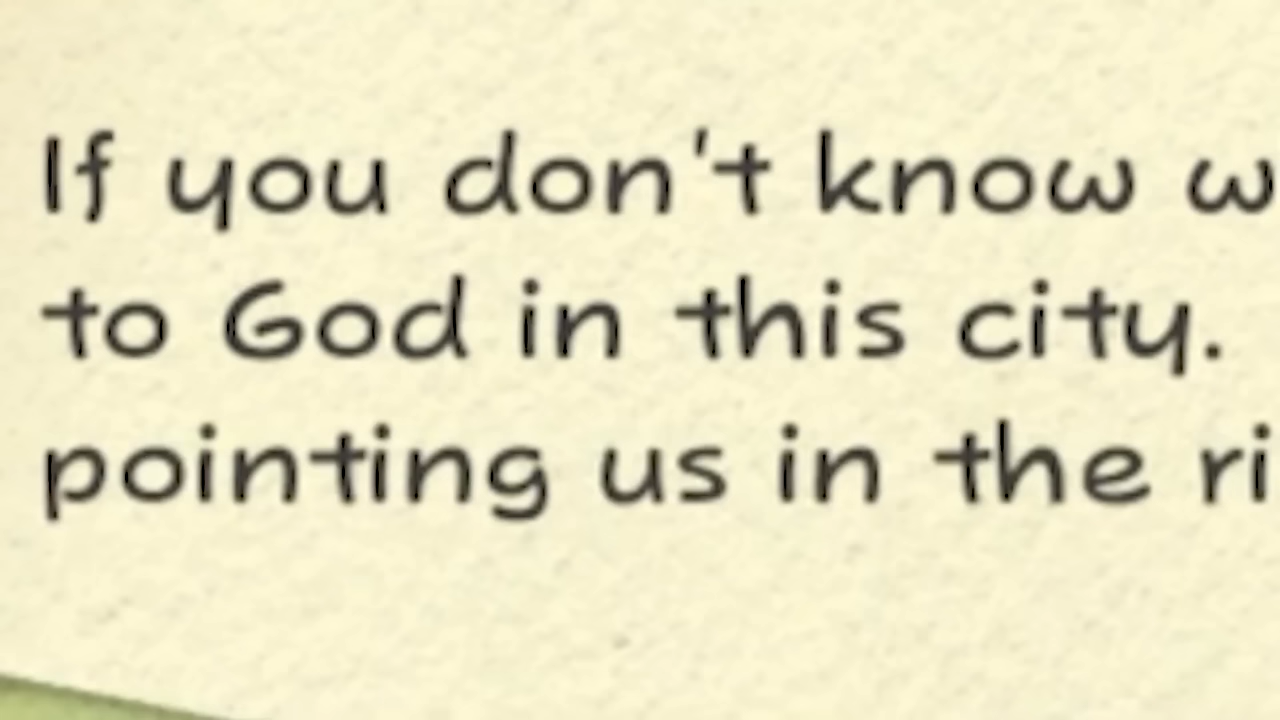 If you don't know w
to God in this city.
pointing us in the ri